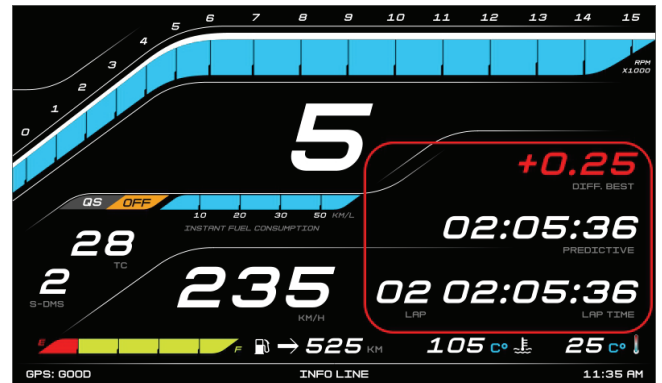 0 1 2 3 4 5 6 7 8 9 10 11 12 13 14 15
RPM
X1000
5
+0.25
DIFF. BEST
QS OFF
10 20 30 50 KM/L
INSTANT FUEL CONSUMPTION
02:05:36
PREDICTIVE
28
TC
2
S-DMS
235
KM/H
02 02:05:36
LAP LAP TIME
E F → 525 KM 105 C° 25 C°
GPS: GOOD INFO LINE 11:35 AM